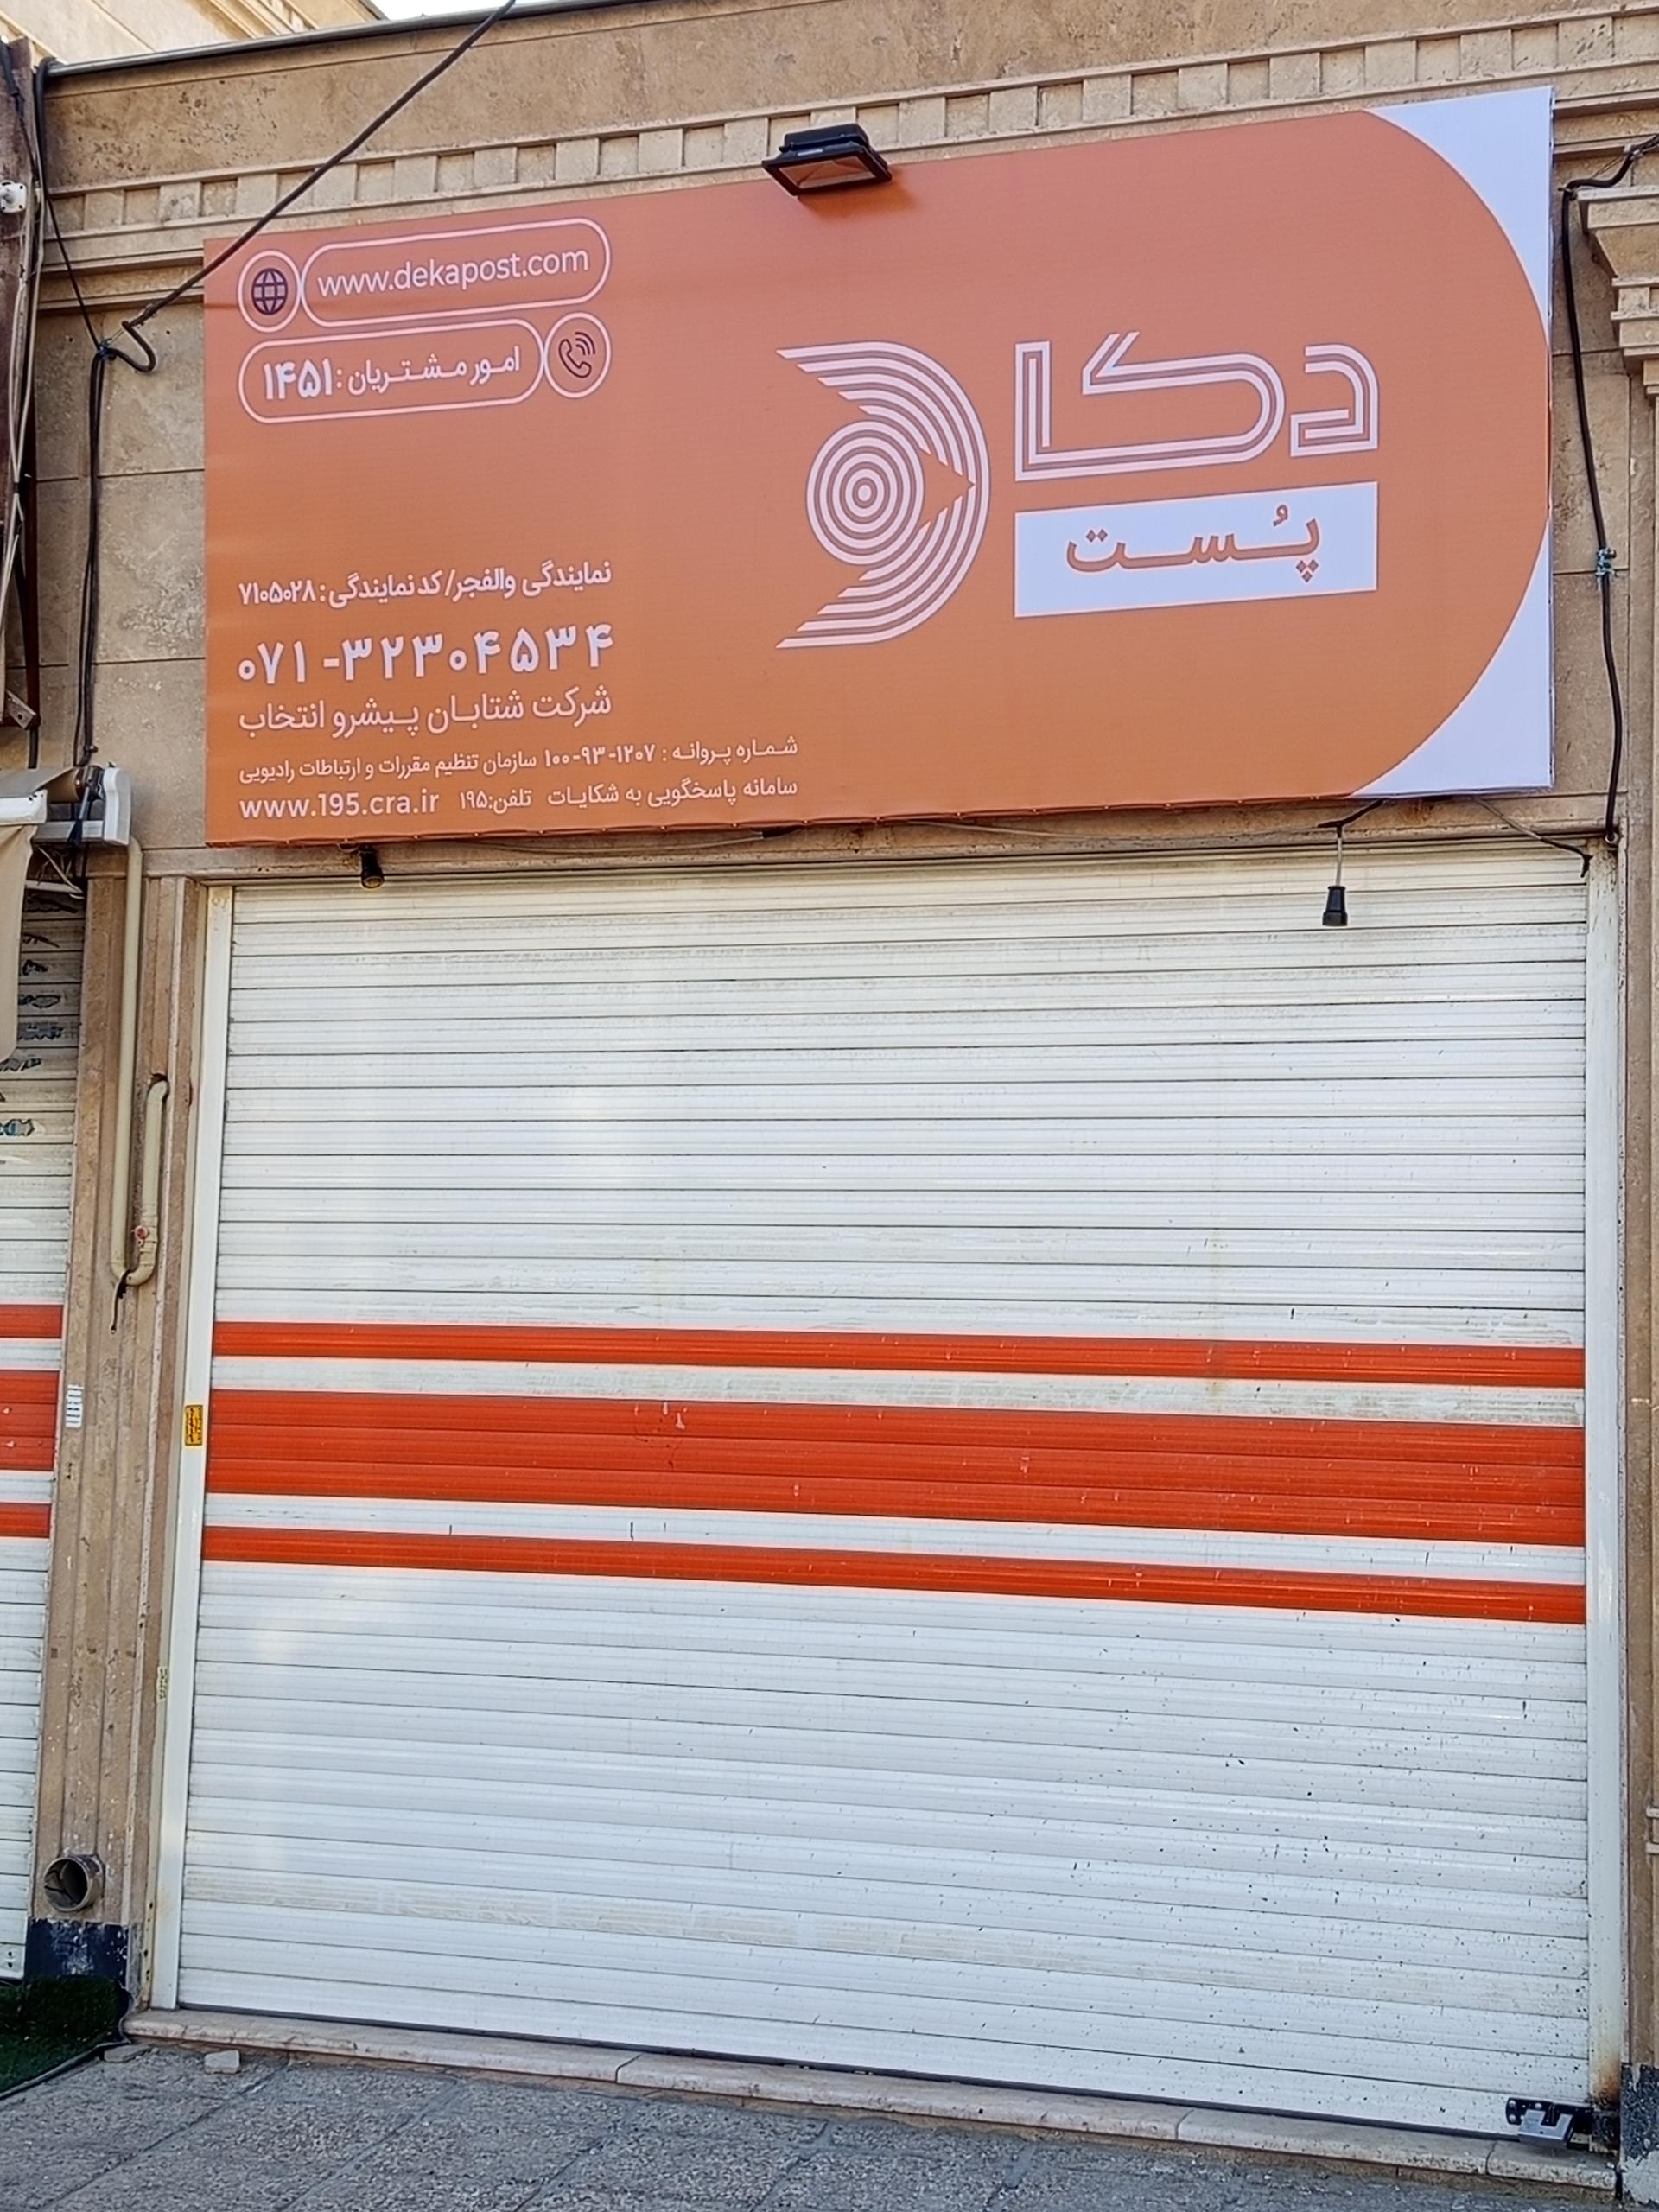 دکا
پُست
www.dekapost.com
امور مشتریان: ۱۴۵۱
نمایندگی والفجر/ کد نمایندگی: ۷۱۰۵۰۲۸
۰۷۱-۳۲۳۰۴۵۳۴
شرکت شتابان پیشرو انتخاب
شماره پروانه : ۱۲۰۷-۹۳-۱۰۰ سازمان تنظیم مقررات و ارتباطات رادیویی
سامانه پاسخگویی به شکایات تلفن:۱۹۵ www.195.cra.ir